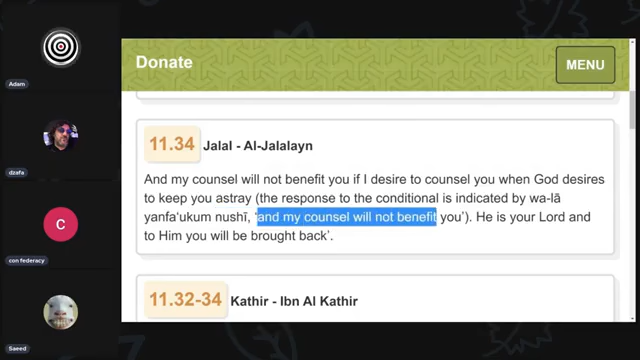 Donate
MENU
11.34 Jalal - Al-Jalalayn
And my counsel will not benefit you if I desire to counsel you when God desires
to keep you astray (the response to the conditional is indicated by wa-lā
yanfa‘ukum nushī, ‘and my counsel will not benefit you’). He is your Lord and
to Him you will be brought back’.
11.32-34 Kathir - Ibn Al Kathir
Adam
dzafa
C
con federacy
Saeed